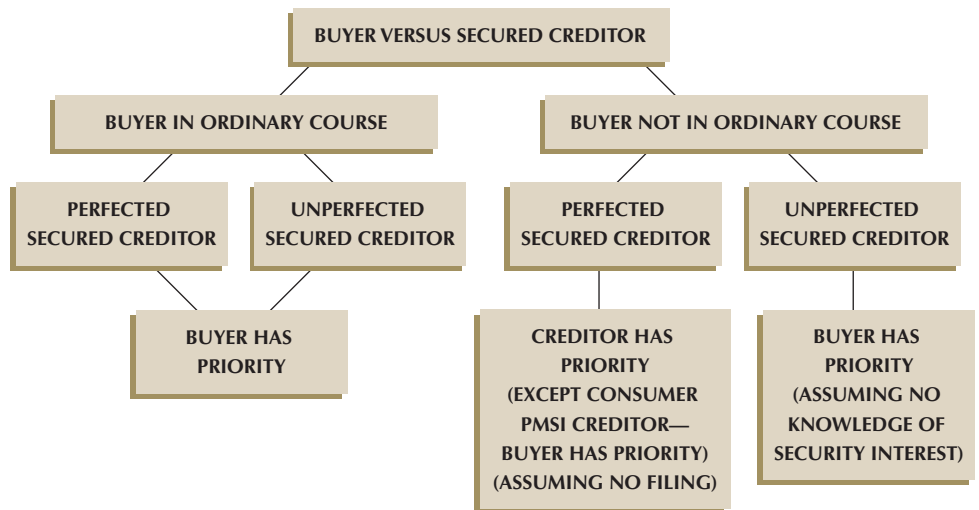 BUYER VERSUS SECURED CREDITOR
BUYER IN ORDINARY COURSE
BUYER NOT IN ORDINARY COURSE
PERFECTED
SECURED CREDITOR
UNPERFECTED
SECURED CREDITOR
PERFECTED
SECURED CREDITOR
UNPERFECTED
SECURED CREDITOR
BUYER HAS
PRIORITY
CREDITOR HAS
PRIORITY
(EXCEPT CONSUMER
PMSI CREDITOR—
BUYER HAS PRIORITY)
(ASSUMING NO FILING)
BUYER HAS
PRIORITY
(ASSUMING NO
KNOWLEDGE OF
SECURITY INTEREST)